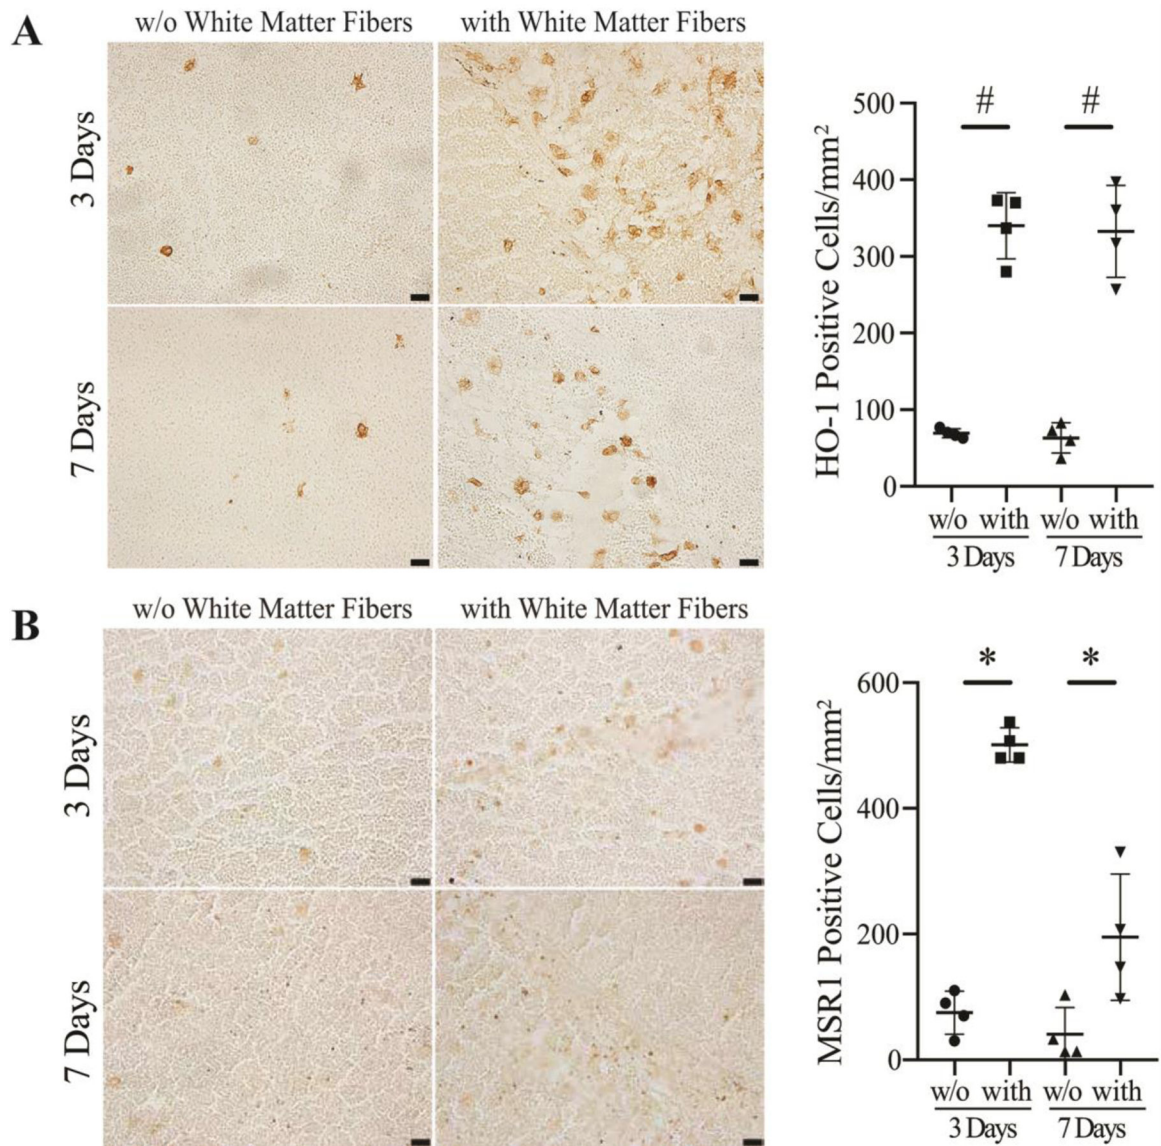 A
w/o White Matter Fibers
with White Matter Fibers
3 Days
7 Days
HO-1 Positive Cells/mm²
500
400
300
200
100
0
#
#
w/o with w/o with
3 Days 7 Days
B
w/o White Matter Fibers
with White Matter Fibers
3 Days
7 Days
MSR1 Positive Cells/mm²
600
400
200
0
*
*
w/o with w/o with
3 Days 7 Days